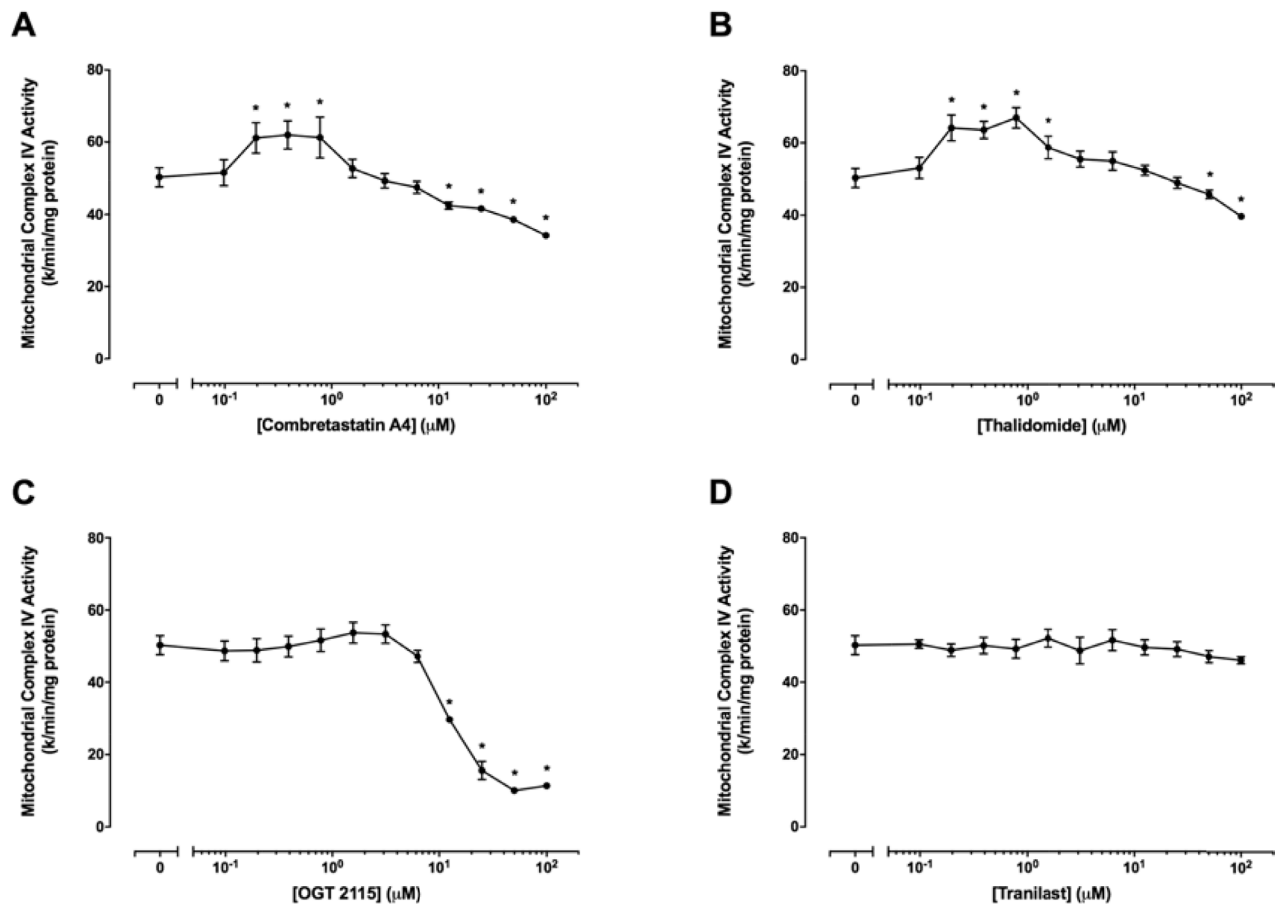 A
Mitochondrial Complex IV Activity
(k/min/mg protein)
80
60
40
20
0
* * * * * * *
0 10⁻¹ 10⁰ 10¹ 10²
[Combretastatin A4] (μM)
B
Mitochondrial Complex IV Activity
(k/min/mg protein)
80
60
40
20
0
* * * * * *
0 10⁻¹ 10⁰ 10¹ 10²
[Thalidomide] (μM)
C
Mitochondrial Complex IV Activity
(k/min/mg protein)
80
60
40
20
0
* * * *
0 10⁻¹ 10⁰ 10¹ 10²
[OGT 2115] (μM)
D
Mitochondrial Complex IV Activity
(k/min/mg protein)
80
60
40
20
0
0 10⁻¹ 10⁰ 10¹ 10²
[Tranilast] (μM)